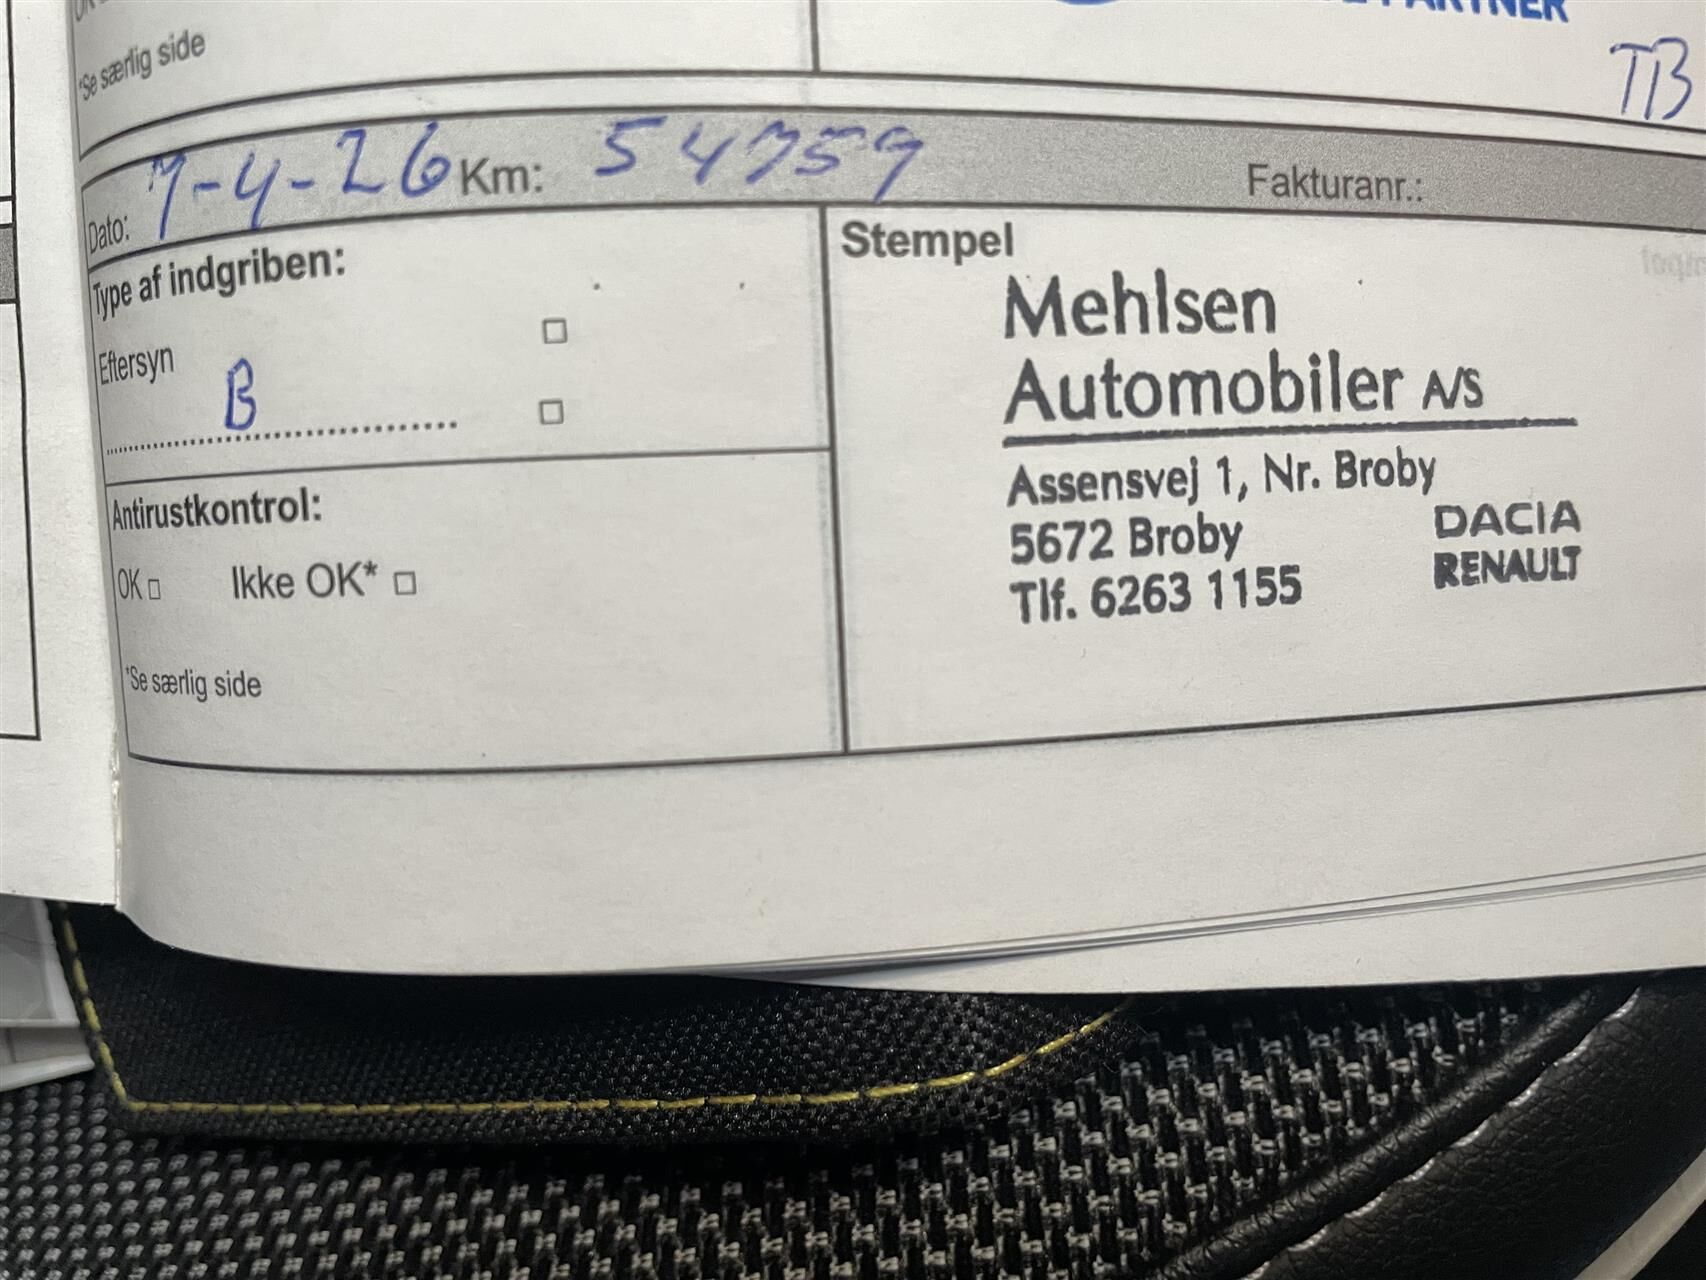 *Se særlig side
PARTNER
TB
Dato: 7-4-26 Km: 54759 Fakturanr.:
Type af indgriben:
Eftersyn
B
Antirustkontrol:
OK Ikke OK*
*Se særlig side
Stempel
Mehlsen
Automobiler A/S
Assensvej 1, Nr. Broby
5672 Broby
Tlf. 6263 1155
DACIA
RENAULT